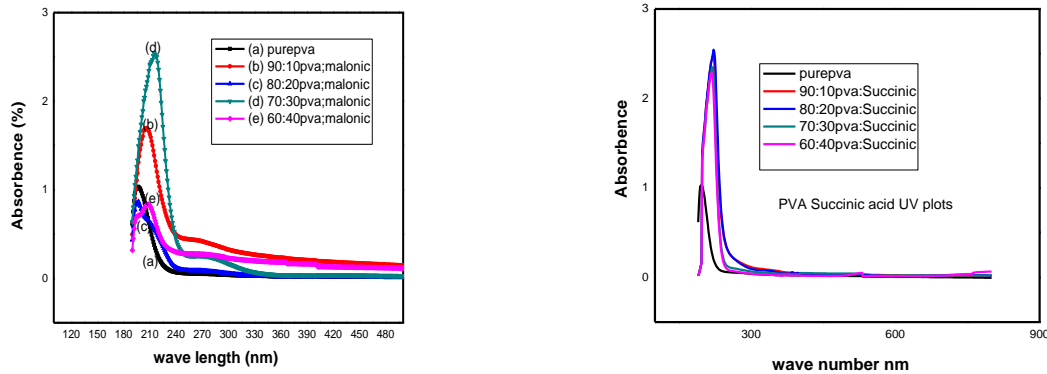 3
2
1
0
Absorbence (%)
120 150 180 210 240 270 300 330 360 390 420 450 480
wave length (nm)
(a) purepva
(b) 90:10pva;malonic
(c) 80:20pva;malonic
(d) 70:30pva;malonic
(e) 60:40pva;malonic
(d)
(b)
(e)
(c)
(a)
3
2
1
0
Absorbence
300 600 900
wave number nm
purepva
90:10pva:Succinic
80:20pva:Succinic
70:30pva:Succinic
60:40pva:Succinic
PVA Succinic acid UV plots